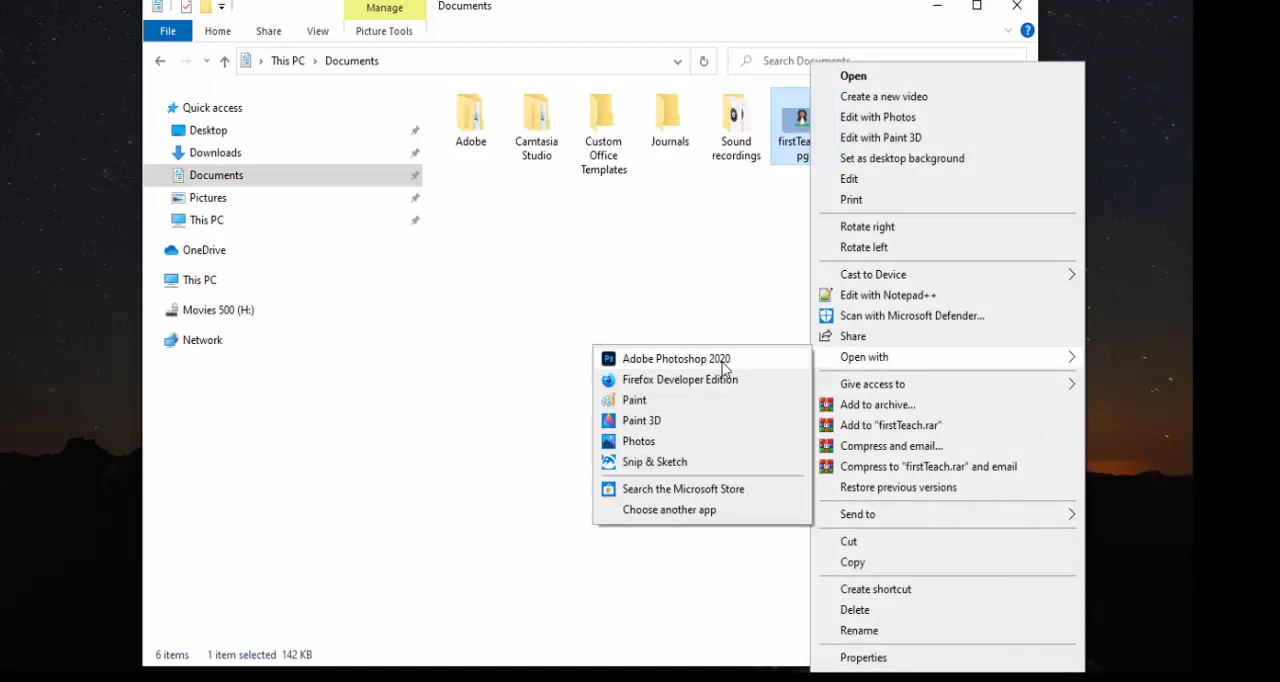 Manage
Documents
File
Home
Share
View
Picture Tools
This PC
Documents
Search Documents
Quick access
Desktop
Downloads
Documents
Pictures
This PC
OneDrive
This PC
Movies 500 (H:)
Network
Adobe
Camtasia
Studio
Custom
Office
Templates
Journals
Sound
recordings
firstTea
pg
Open
Create a new video
Edit with Photos
Edit with Paint 3D
Set as desktop background
Edit
Print
Rotate right
Rotate left
Cast to Device
Edit with Notepad++
Scan with Microsoft Defender...
Share
Open with
Give access to
Add to archive...
Add to "firstTeach.rar"
Compress and email...
Compress to "firstTeach.rar" and email
Restore previous versions
Send to
Cut
Copy
Create shortcut
Delete
Rename
Properties
Ps
Adobe Photoshop 2020
Firefox Developer Edition
Paint
Paint 3D
Photos
Snip & Sketch
Search the Microsoft Store
Choose another app
6 items
1 item selected 142 KB